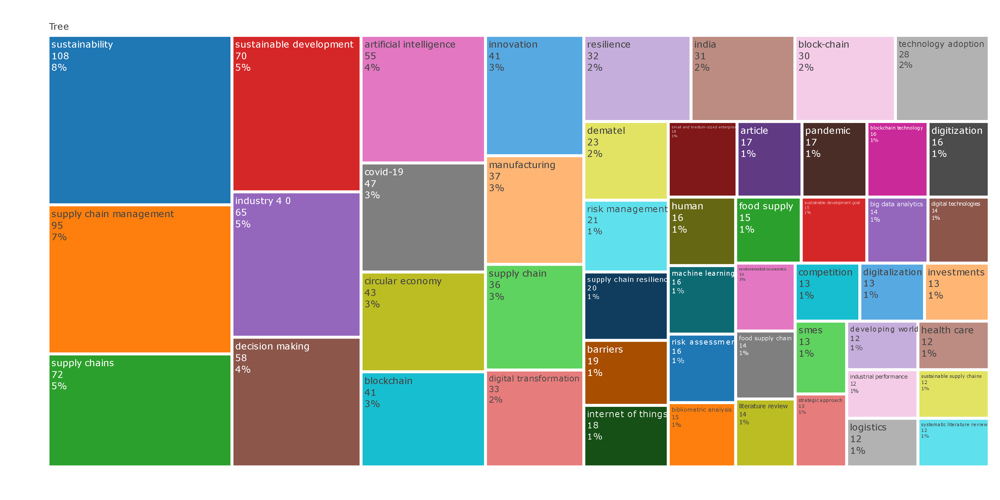 Tree
sustainability
108
8%
supply chain management
95
7%
supply chains
72
5%
sustainable development
70
5%
industry 4 0
65
5%
decision making
58
4%
artificial intelligence
55
4%
covid-19
47
3%
circular economy
43
3%
blockchain
41
3%
innovation
41
3%
manufacturing
37
3%
supply chain
36
3%
digital transformation
33
2%
resilience
32
2%
india
31
2%
block-chain
30
2%
technology adoption
28
2%
dematel
23
2%
risk management
21
1%
supply chain resilienc
20
1%
barriers
19
1%
internet of things
18
1%
small and medium-sized enterprise
18
1%
article
17
1%
pandemic
17
1%
blockchain technology
16
1%
digitization
16
1%
human
16
1%
machine learning
16
1%
risk assessmer
16
1%
bibliometric analysis
15
1%
food supply
15
1%
sustainable development goal
15
1%
big data analytics
14
1%
digital technologies
14
1%
environmental economics
14
1%
food supply chain
14
1%
literature review
14
1%
competition
13
1%
digitalization
13
1%
investments
13
1%
smes
13
1%
strategic approach
13
1%
developing world
12
1%
health care
12
1%
industrial performance
12
1%
sustainable supply chains
12
1%
logistics
12
1%
systematic literature review
12
1%